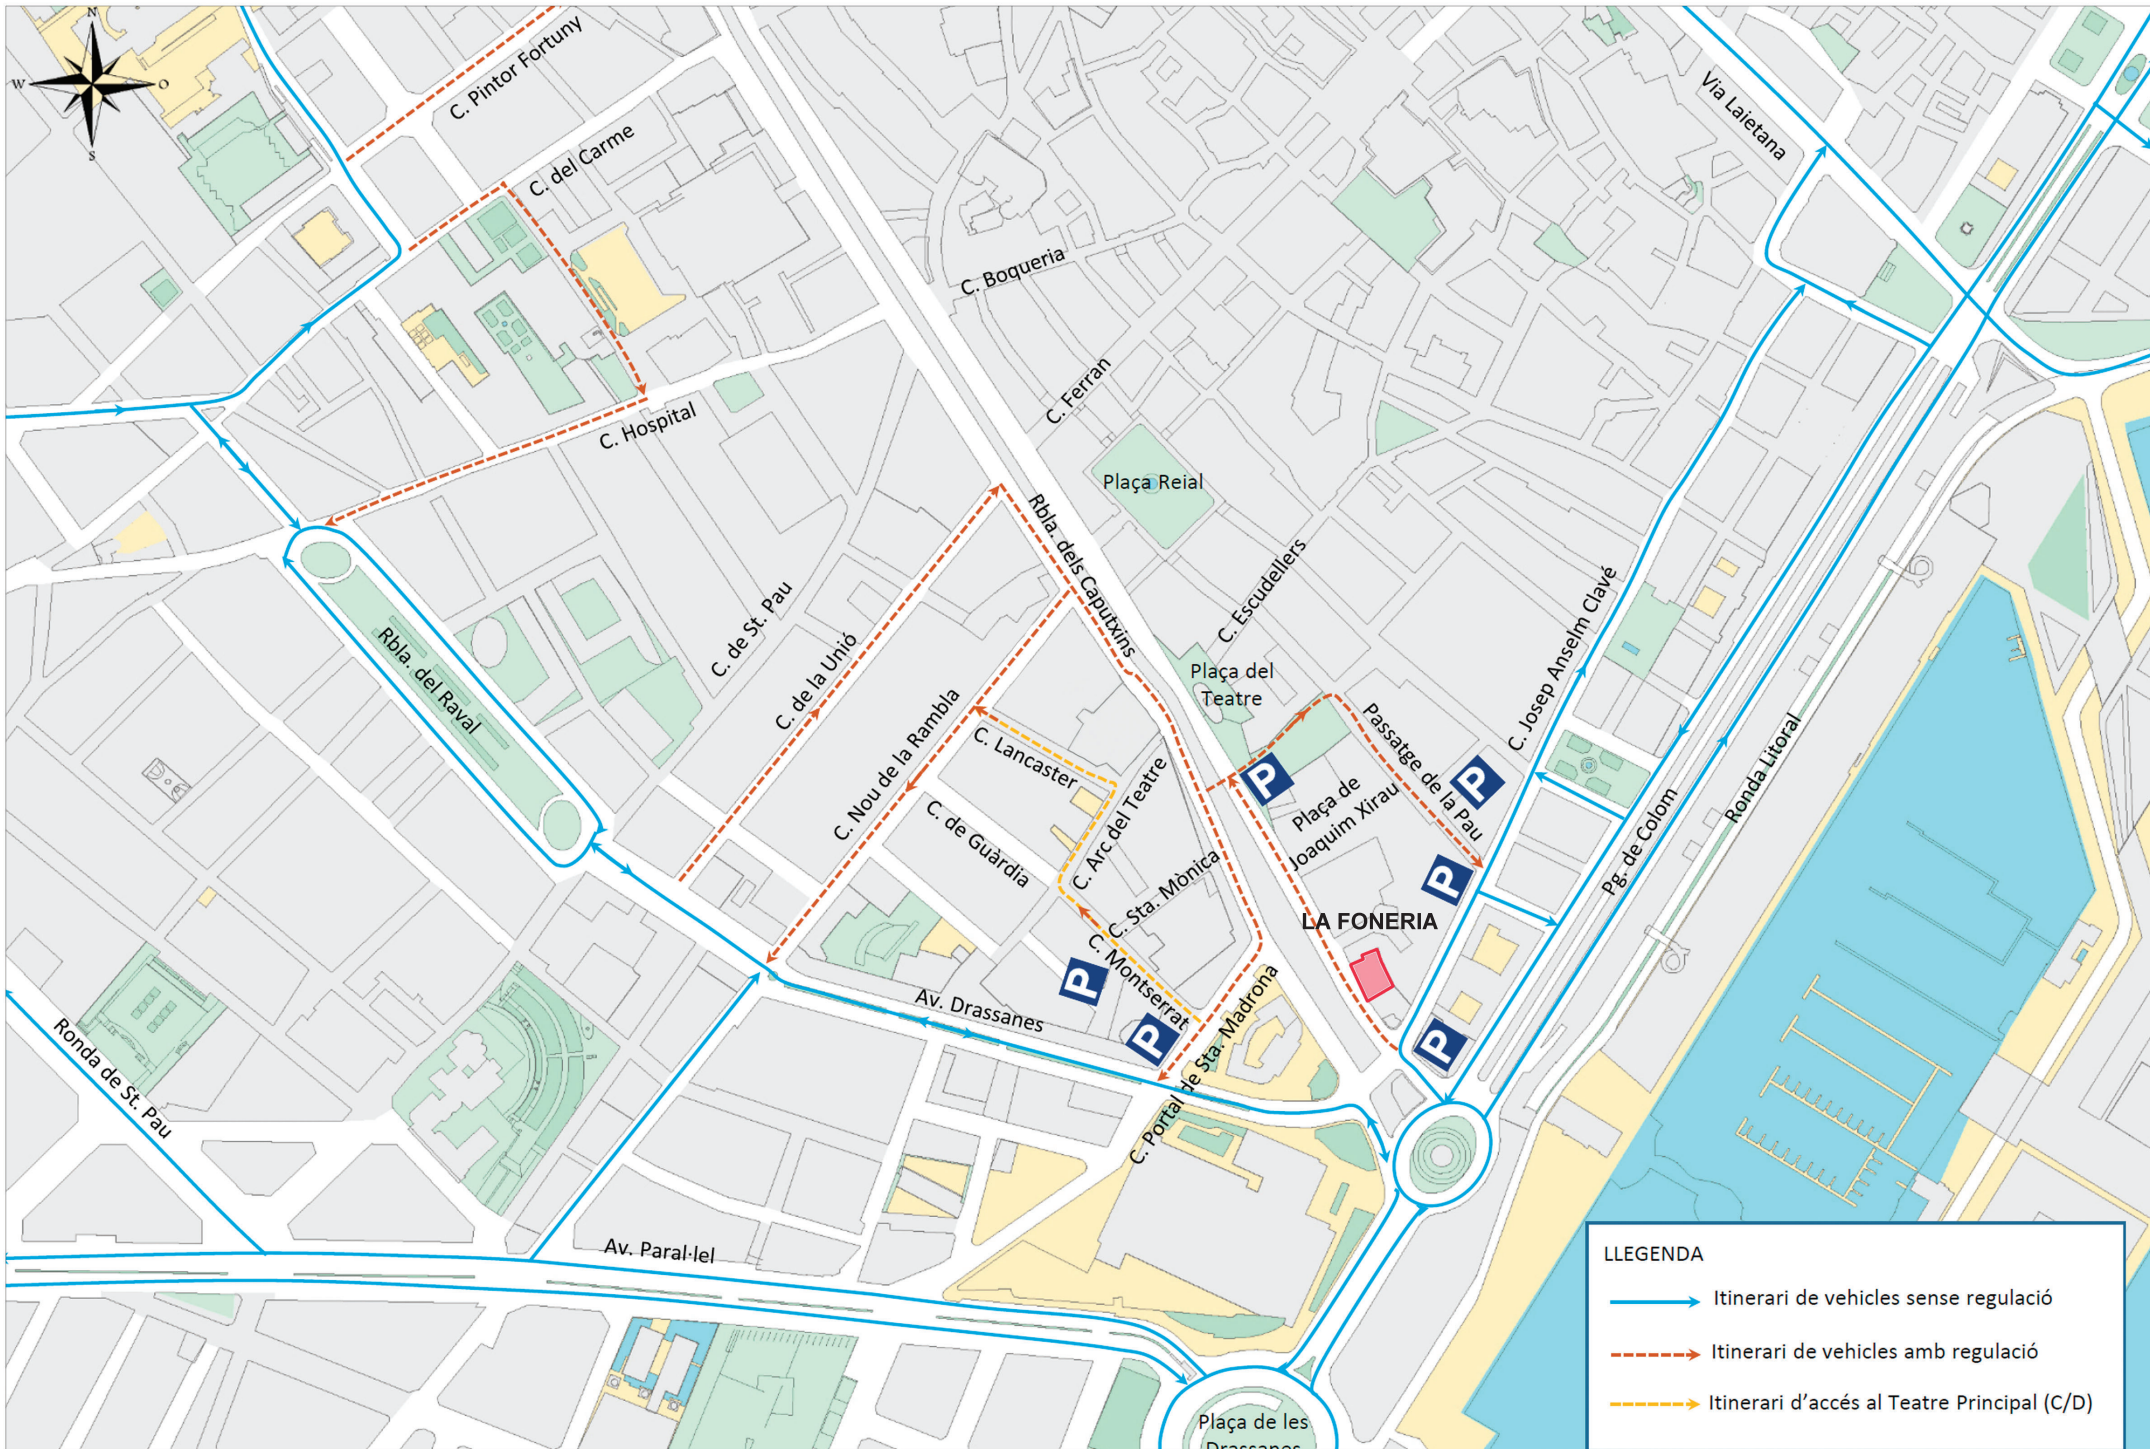 N
W
O
S
C. Pintor Fortuny
C. del Carme
Via Laietana
C. Boqueria
C. Ferran
C. Hospital
Plaça Reial
Rbla. dels Caputxins
C. Escudellers
C. de St. Pau
C. de la Unió
Rbla. del Raval
C. Nou de la Rambla
Plaça del
Teatre
C. Josep Anselm Clavé
Passatge de la Pau
C. Lancaster
C. Arc del Teatre
P
P
Plaça de
Joaquim Xirau
Ronda Litoral
Pg. de Colom
C. de Guàrdia
C. Sta. Mònica
P
LA FONERIA
C. Montserrat
P
Av. Drassanes
P
P
C. Portal de Sta. Madrona
Ronda de St. Pau
Av. Paral·lel
Plaça de les
Drassanes
LLEGENDA
Itinerari de vehicles sense regulació
Itinerari de vehicles amb regulació
Itinerari d'accés al Teatre Principal (C/D)